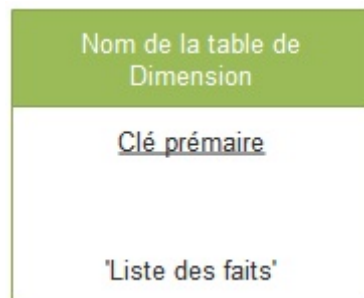 Nom de la table de
Dimension
Clé prémaire
'Liste des faits'